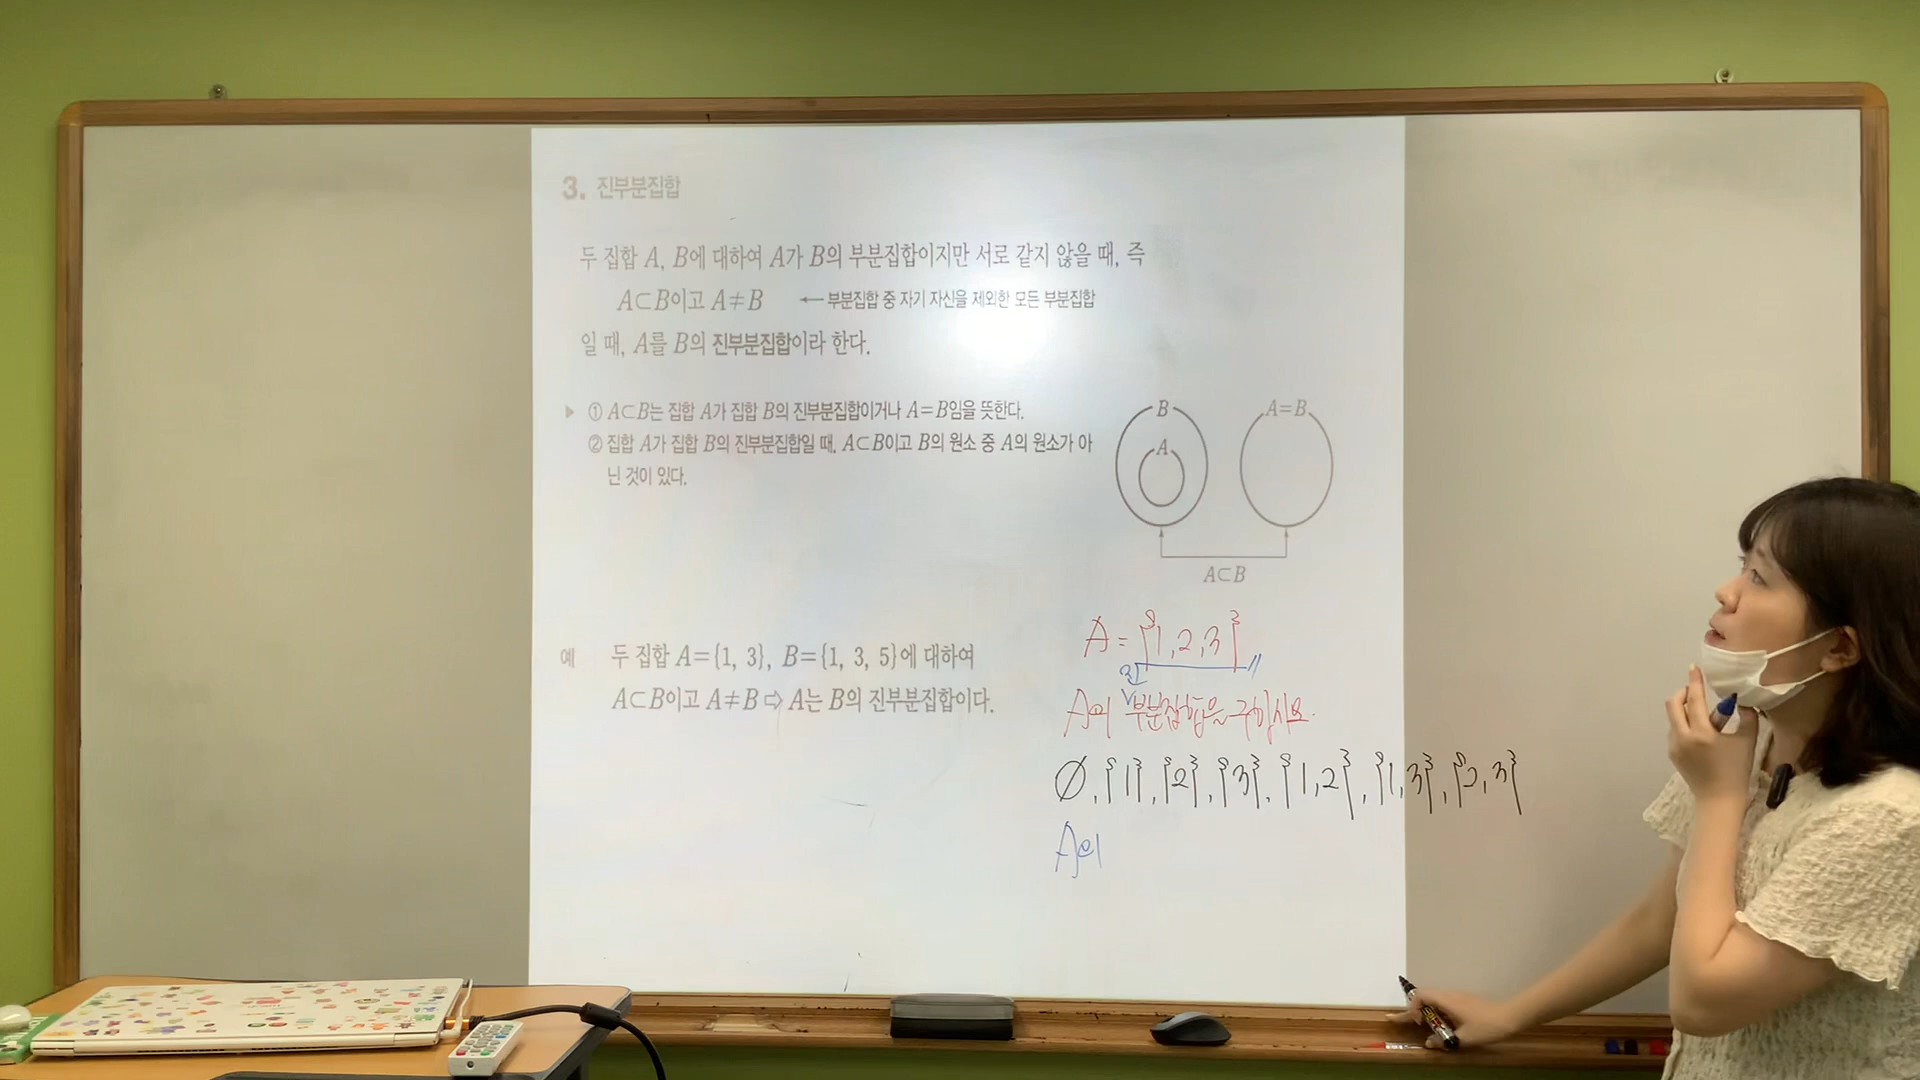 3. 진부분집합
두 집합 A, B에 대하여 A가 B의 부분집합이지만 서로 같지 않을 때, 즉
A⊂B이고 A≠B ← 부분집합 중 자기 자신을 제외한 모든 부분집합
일 때, A를 B의 진부분집합이라 한다.
▶ ① A⊂B는 집합 A가 집합 B의 진부분집합이거나 A=B임을 뜻한다.
② 집합 A가 집합 B의 진부분집합일 때, A⊂B이고 B의 원소 중 A의 원소가 아
닌 것이 있다.
B
A
A=B
A⊂B
예 두 집합 A={1, 3}, B={1, 3, 5}에 대하여
A⊂B이고 A≠B ⇨ A는 B의 진부분집합이다.
A = {1, 2, 3}
진
A의 부분집합을 구하시오.
∅, {1}, {2}, {3}, {1, 2}, {1, 3}, {2, 3}
A의